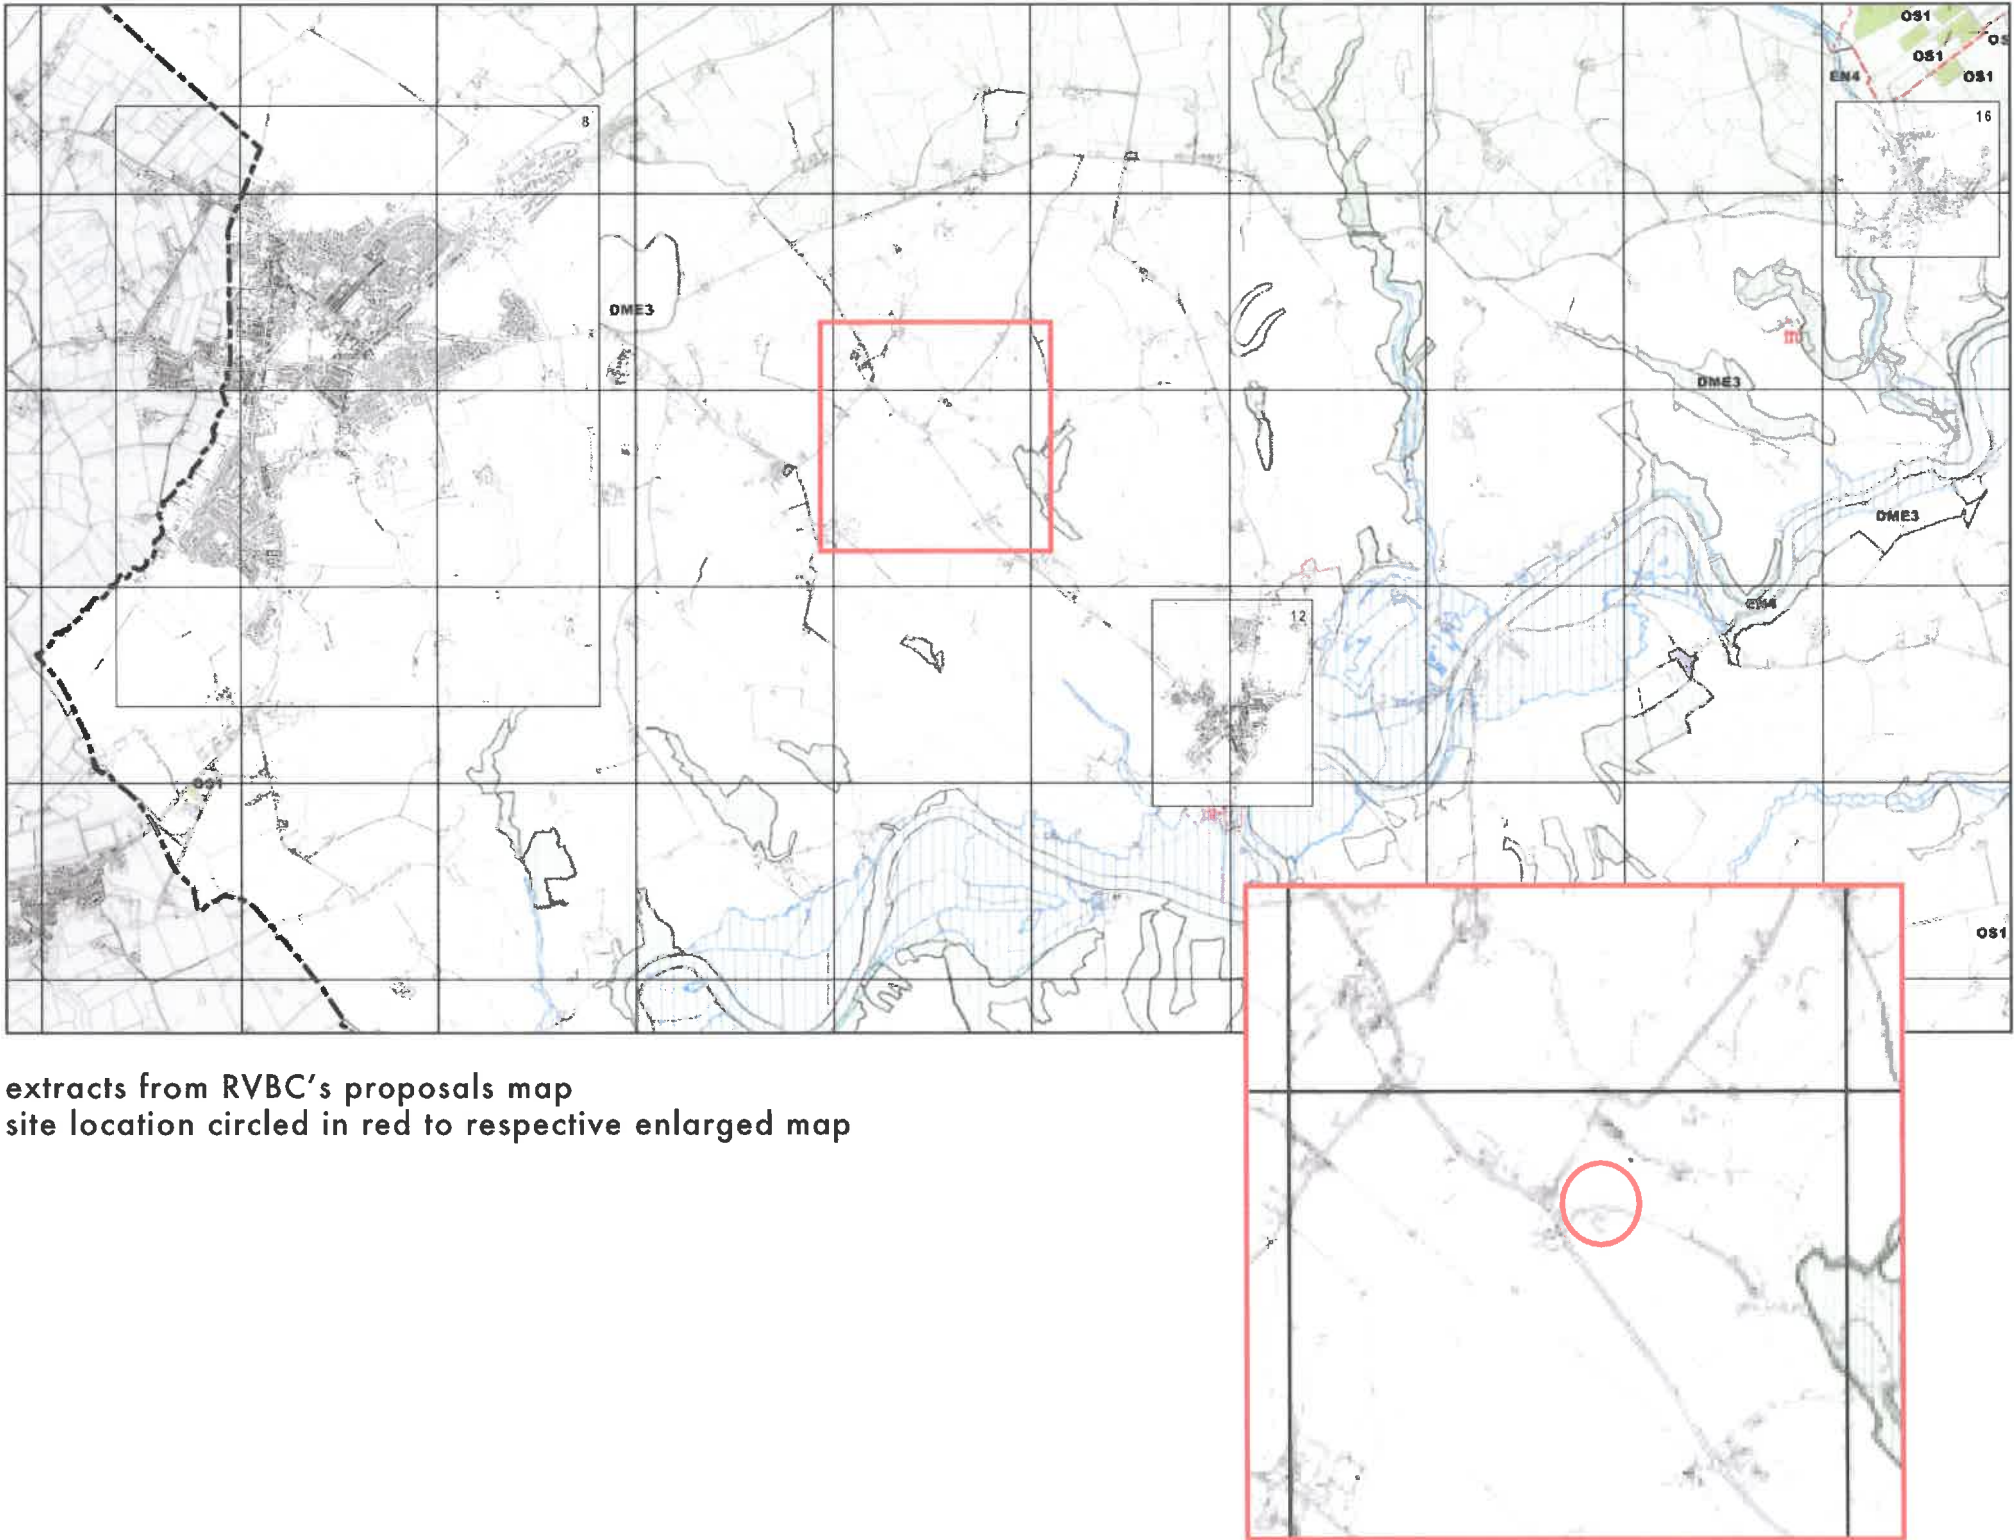 OS1
OS
OS1
EN4
OS1
16
8
DME3
DME3
DME3
EN4
12
OS1
OS1
extracts from RVBC's proposals map
site location circled in red to respective enlarged map